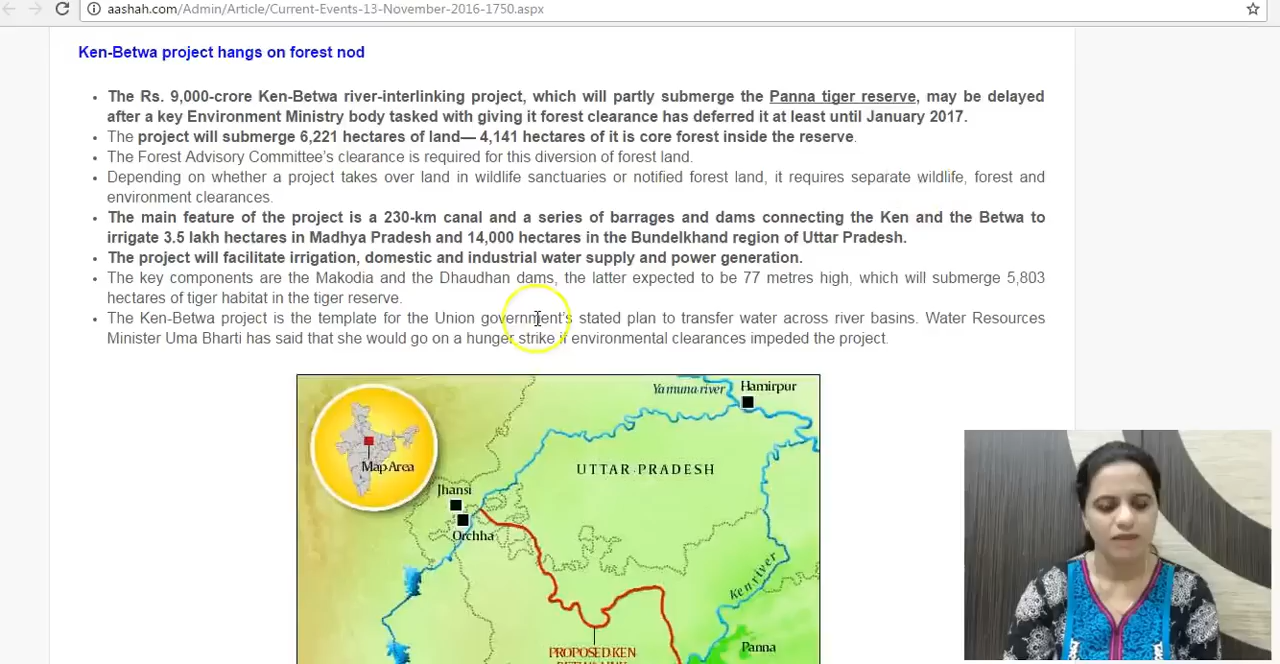 aashah.com/Admin/Article/Current-Events-13-November-2016-1750.aspx
Ken-Betwa project hangs on forest nod
• The Rs. 9,000-crore Ken-Betwa river-interlinking project, which will partly submerge the Panna tiger reserve, may be delayed
after a key Environment Ministry body tasked with giving it forest clearance has deferred it at least until January 2017.
• The project will submerge 6,221 hectares of land— 4,141 hectares of it is core forest inside the reserve.
• The Forest Advisory Committee's clearance is required for this diversion of forest land.
• Depending on whether a project takes over land in wildlife sanctuaries or notified forest land, it requires separate wildlife, forest and
environment clearances.
• The main feature of the project is a 230-km canal and a series of barrages and dams connecting the Ken and the Betwa to
irrigate 3.5 lakh hectares in Madhya Pradesh and 14,000 hectares in the Bundelkhand region of Uttar Pradesh.
• The project will facilitate irrigation, domestic and industrial water supply and power generation.
• The key components are the Makodia and the Dhaudhan dams, the latter expected to be 77 metres high, which will submerge 5,803
hectares of tiger habitat in the tiger reserve.
• The Ken-Betwa project is the template for the Union government's stated plan to transfer water across river basins. Water Resources
Minister Uma Bharti has said that she would go on a hunger strike if environmental clearances impeded the project.
Yamuna river
Hamirpur
Map Area
UTTAR PRADESH
Jhansi
Orchha
Ken river
Panna
PROPOSED KEN